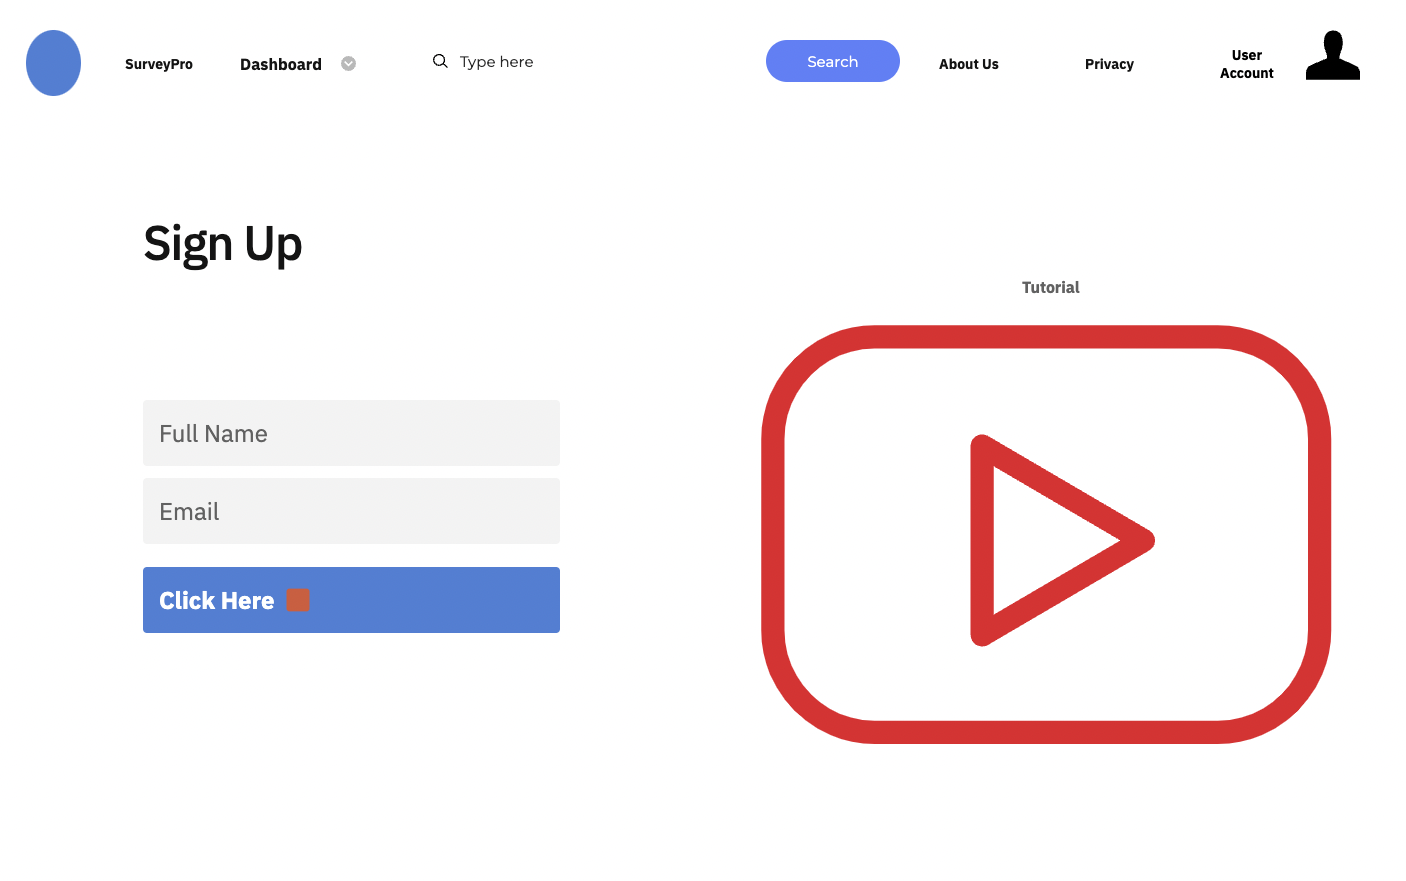 SurveyPro
Dashboard
Type here
Search
About Us
Privacy
User
Account
Sign Up
Tutorial
Full Name
Email
Click Here